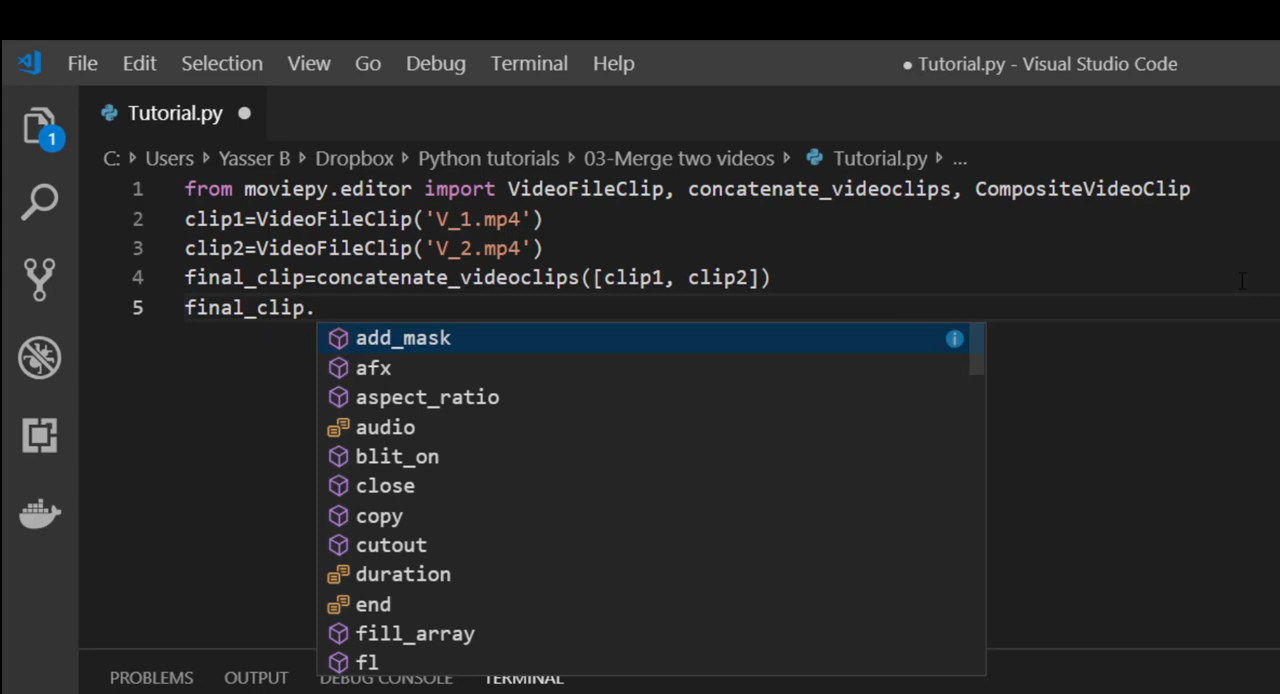 File Edit Selection View Go Debug Terminal Help ● Tutorial.py - Visual Studio Code
1
Tutorial.py
C: Users Yasser B Dropbox Python tutorials 03-Merge two videos Tutorial.py ...
1 from moviepy.editor import VideoFileClip, concatenate_videoclips, CompositeVideoClip
2 clip1=VideoFileClip('V_1.mp4')
3 clip2=VideoFileClip('V_2.mp4')
4 final_clip=concatenate_videoclips([clip1, clip2])
5 final_clip.
add_mask
afx
aspect_ratio
audio
blit_on
close
copy
cutout
duration
end
fill_array
fl
PROBLEMS OUTPUT DEBUG CONSOLE TERMINAL